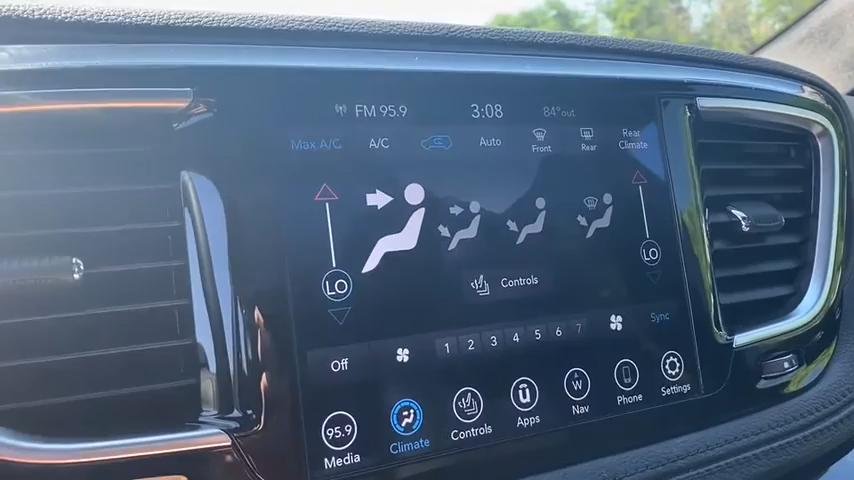 FM 95.9 3:08 84°out
Max A/C A/C Auto Front Rear Rear Climate
LO LO
Controls
1 2 3 4 5 6 7 Sync
Off
95.9 W
Media Climate Controls Apps Nav Phone Settings